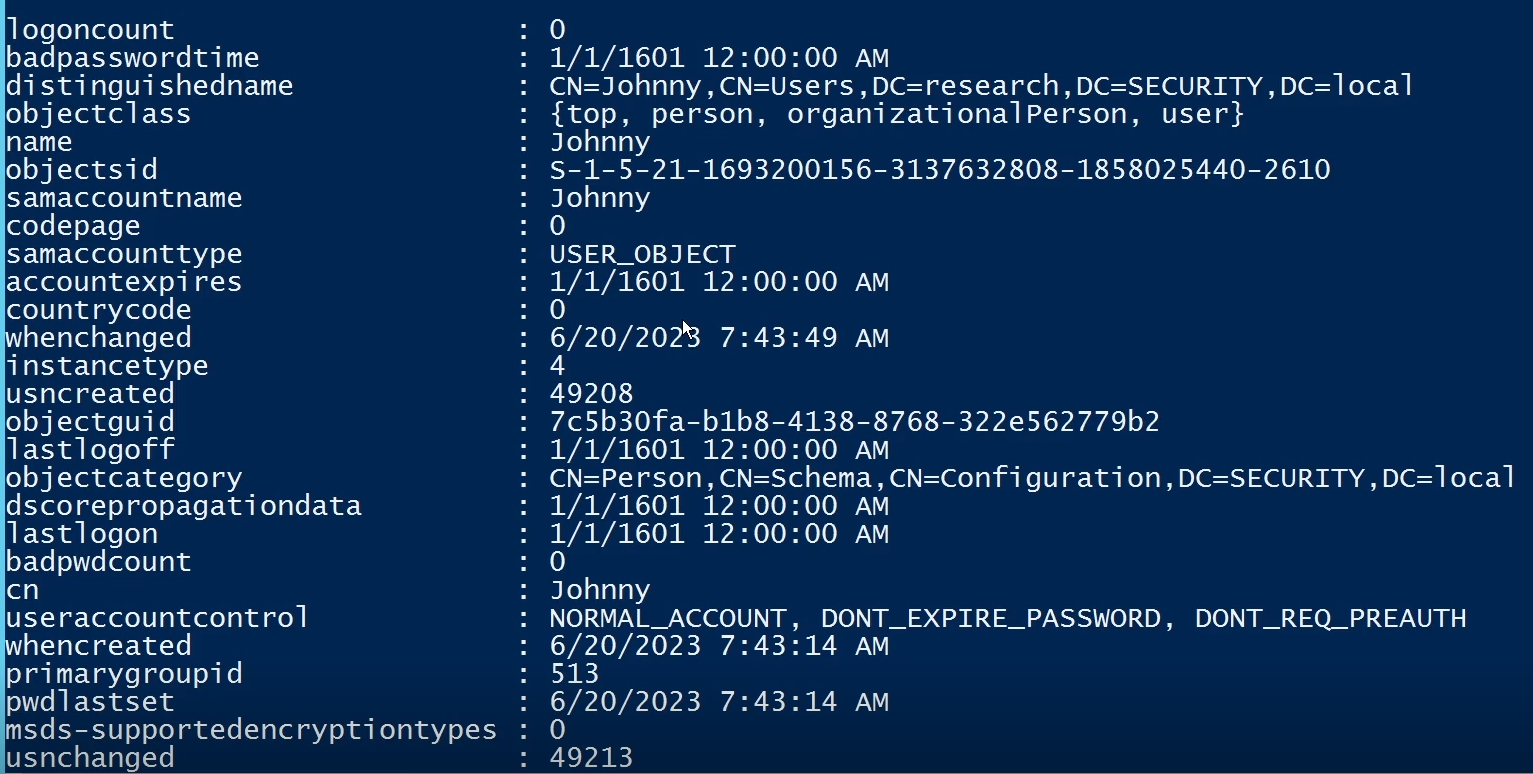 logoncount : 0
badpasswordtime : 1/1/1601 12:00:00 AM
distinguishedname : CN=Johnny,CN=Users,DC=research,DC=SECURITY,DC=local
objectclass : {top, person, organizationalPerson, user}
name : Johnny
objectsid : S-1-5-21-1693200156-3137632808-1858025440-2610
samaccountname : Johnny
codepage : 0
samaccounttype : USER_OBJECT
accountexpires : 1/1/1601 12:00:00 AM
countrycode : 0
whenchanged : 6/20/2023 7:43:49 AM
instancetype : 4
usncreated : 49208
objectguid : 7c5b30fa-b1b8-4138-8768-322e562779b2
lastlogoff : 1/1/1601 12:00:00 AM
objectcategory : CN=Person,CN=Schema,CN=Configuration,DC=SECURITY,DC=local
dscorepropagationdata : 1/1/1601 12:00:00 AM
lastlogon : 1/1/1601 12:00:00 AM
badpwdcount : 0
cn : Johnny
useraccountcontrol : NORMAL_ACCOUNT, DONT_EXPIRE_PASSWORD, DONT_REQ_PREAUTH
whencreated : 6/20/2023 7:43:14 AM
primarygroupid : 513
pwdlastset : 6/20/2023 7:43:14 AM
msds-supportedencryptiontypes : 0
usnchanged : 49213